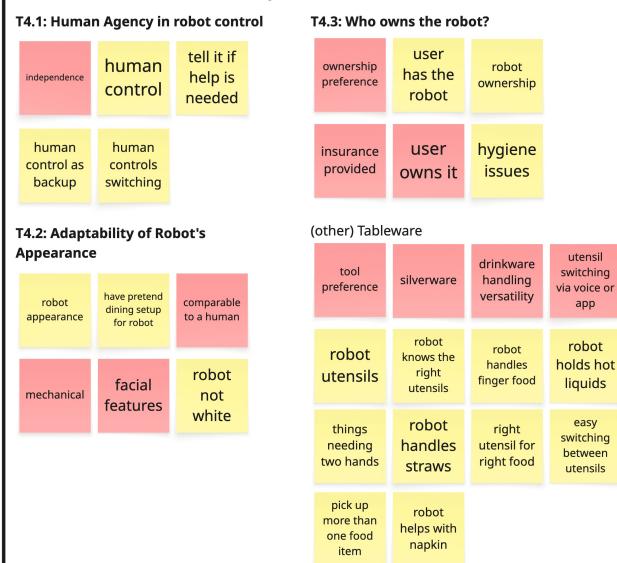 T4.1: Human Agency in robot control
independence
human
control
tell it if
help is
needed
human
control as
backup
human
controls
switching
T4.3: Who owns the robot?
ownership
preference
user
has the
robot
robot
ownership
insurance
provided
user
owns it
hygiene
issues
T4.2: Adaptability of Robot's
Appearance
robot
appearance
have pretend
dining setup
for robot
comparable
to a human
mechanical
facial
features
robot
not
white
(other) Tableware
tool
preference
silverware
drinkware
handling
versatility
utensil
switching
via voice or
app
robot
utensils
robot
knows the
right
utensils
robot
handles
finger food
robot
holds hot
liquids
things
needing
two hands
robot
handles
straws
right
utensil for
right food
easy
switching
between
utensils
pick up
more than
one food
item
robot
helps with
napkin